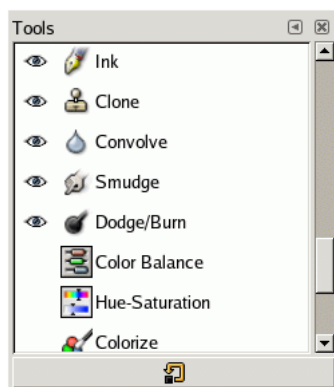 Tools
Ink
Clone
Convolve
Smudge
Dodge/Burn
Color Balance
Hue-Saturation
Colorize